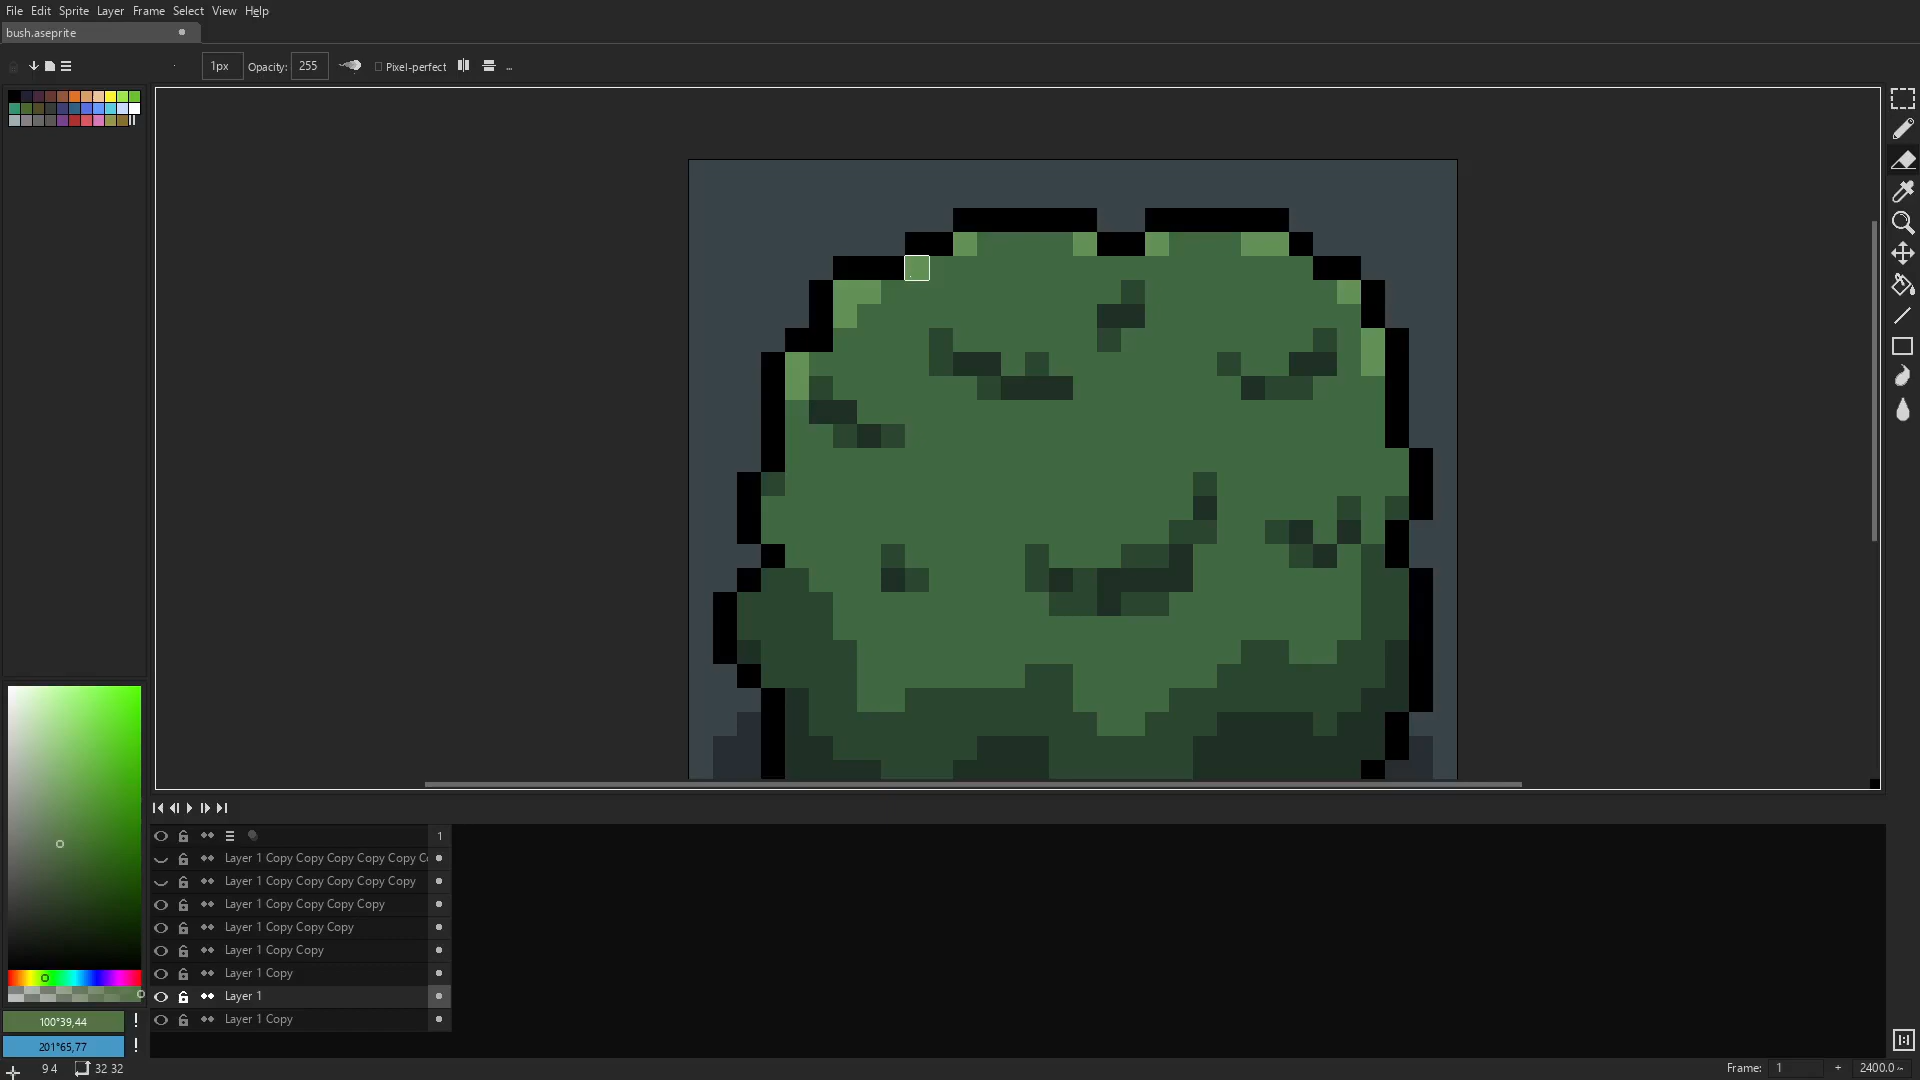 File Edit Sprite Layer Frame Select View Help
bush.aseprite
1px Opacity: 255 Pixel-perfect ...
1
Layer 1 Copy Copy Copy Copy Copy C
Layer 1 Copy Copy Copy Copy Copy
Layer 1 Copy Copy Copy Copy
Layer 1 Copy Copy Copy
Layer 1 Copy Copy
Layer 1 Copy
Layer 1
Layer 1 Copy
100°39,44 !
201°65,77 !
9 4 32 32 Frame: 1 + 2400.0